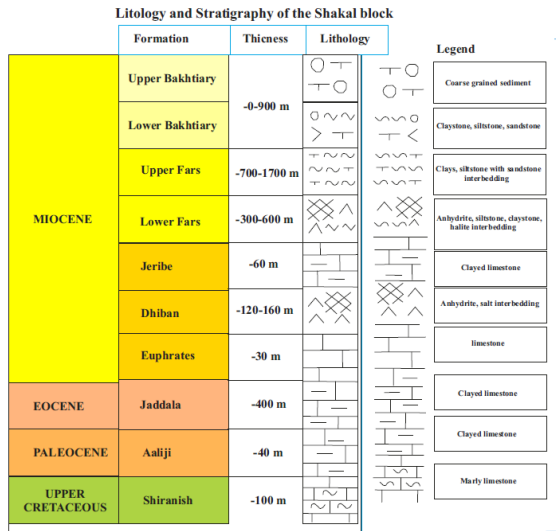 Litology and Stratigraphy of the Shakal block
Formation Thicness Lithology
Legend
Upper Bakhtiary
Lower Bakhtiary
-0-900 m
Upper Fars
-700-1700 m
MIOCENE
Lower Fars
-300-600 m
Jeribe
-60 m
Dhiban
-120-160 m
Euphrates
-30 m
EOCENE
Jaddala
-400 m
PALEOCENE
Aaliji
-40 m
UPPER
CRETACEOUS
Shiranish
-100 m
Coarse grained sediment
Claystone, siltstone, sandstone
Clays, siltstone with sandstone
interbedding
Anhydrite, siltstone, claystone,
halite interbedding
Clayed limestone
Anhydrite, salt interbedding
limestone
Clayed limestone
Clayed limestone
Marly limestone